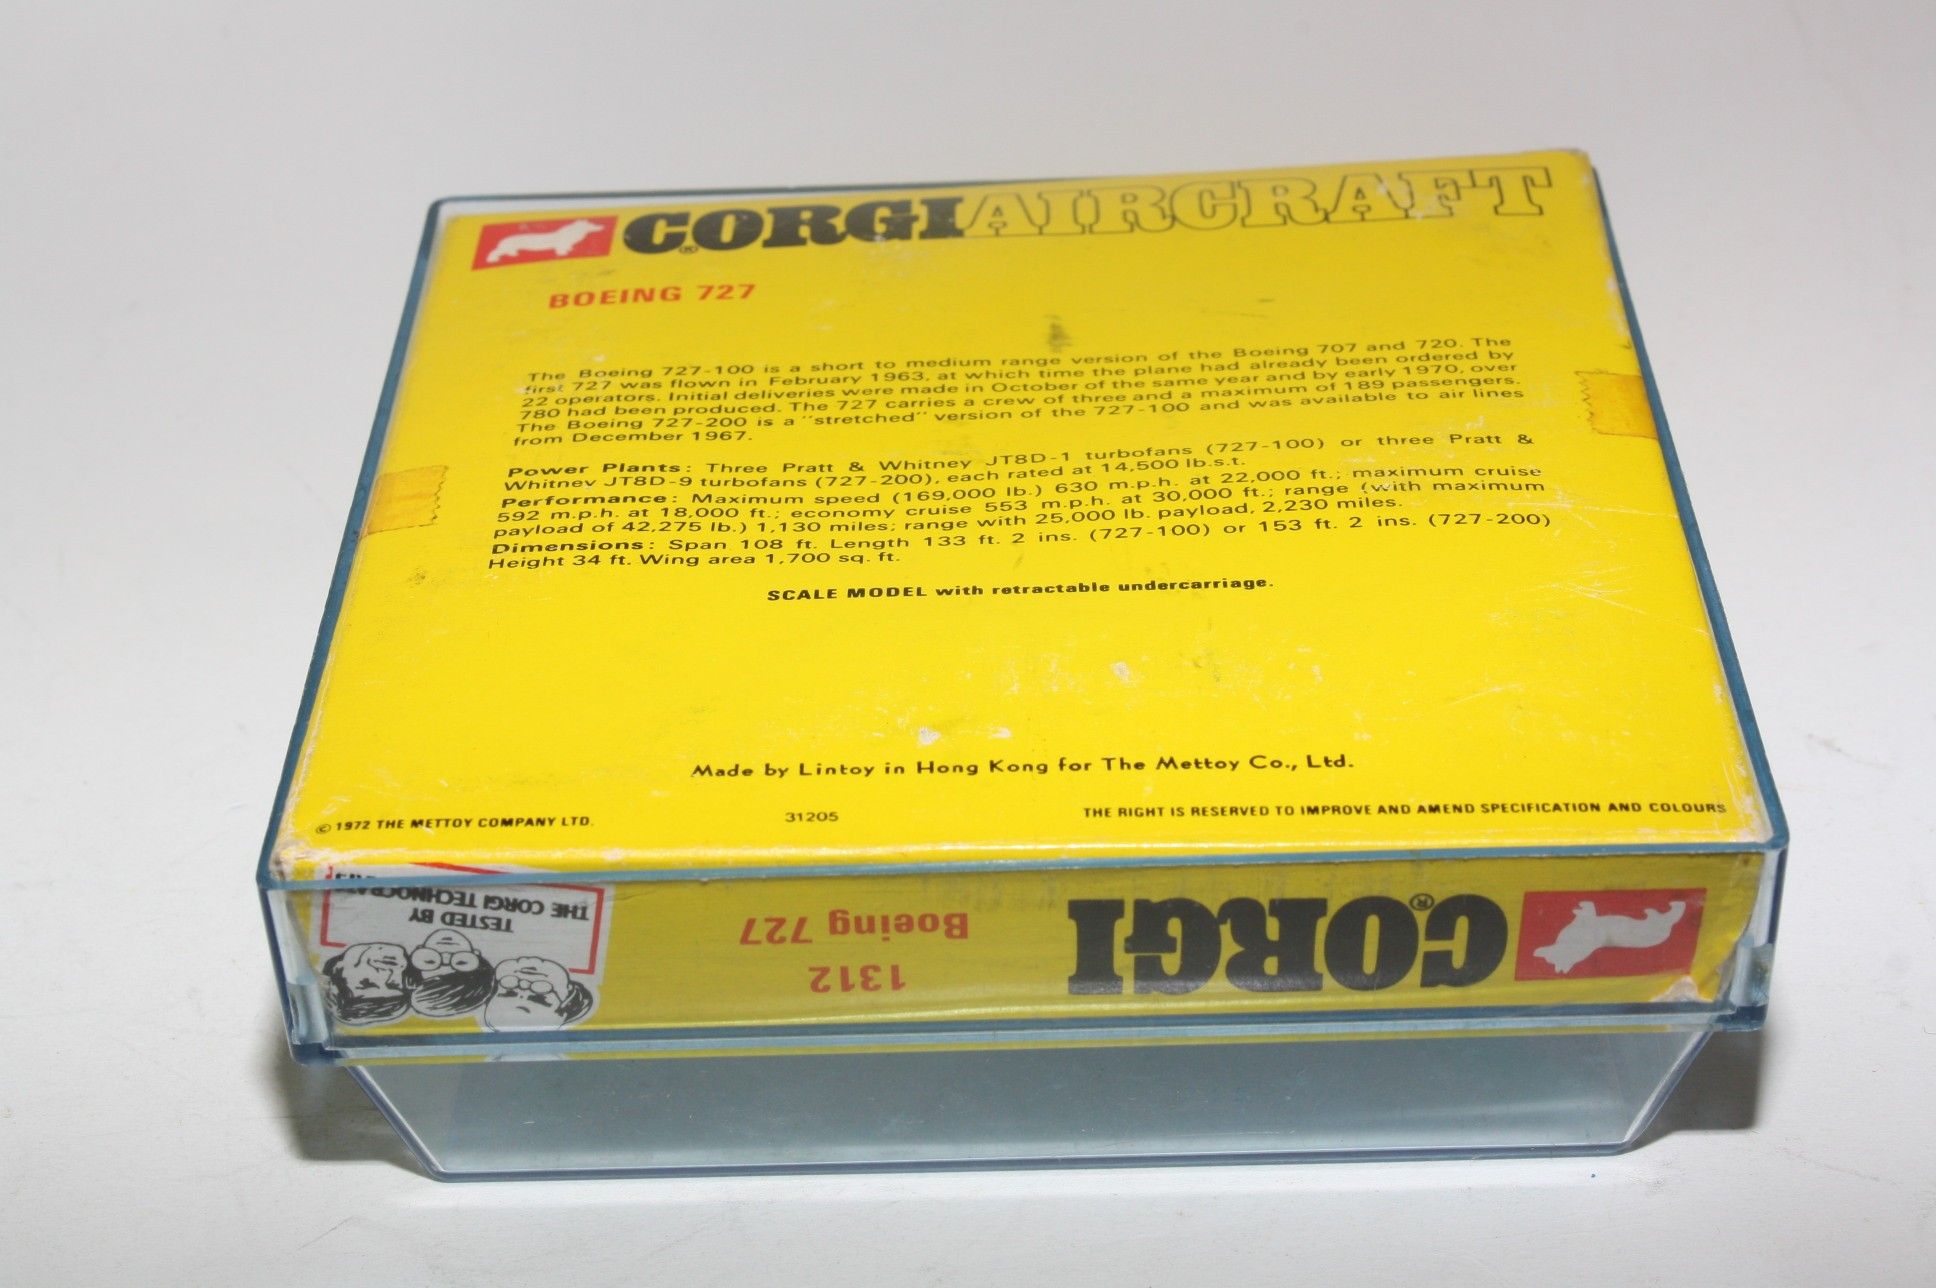 CORGI® AIRCRAFT
BOEING 727
The Boeing 727-100 is a short to medium range version of the Boeing 707 and 720. The
first 727 was flown in February 1963, at which time the plane had already been ordered by
22 operators. Initial deliveries were made in October of the same year and by early 1970, over
780 had been produced. The 727 carries a crew of three and a maximum of 189 passengers.
The Boeing 727-200 is a "stretched" version of the 727-100 and was available to air lines
from December 1967.
Power Plants: Three Pratt & Whitney JT8D-1 turbofans (727-100) or three Pratt &
Whitney JT8D-9 turbofans (727-200), each rated at 14,500 lb.s.t.
Performance: Maximum speed (169,000 lb.) 630 m.p.h. at 22,000 ft.; maximum cruise
592 m.p.h. at 18,000 ft.; economy cruise 553 m.p.h. at 30,000 ft.; range (with maximum
payload of 42,275 lb.) 1,130 miles; range with 25,000 lb. payload, 2,230 miles.
Dimensions: Span 108 ft. Length 133 ft. 2 ins. (727-100) or 153 ft. 2 ins. (727-200)
Height 34 ft. Wing area 1,700 sq. ft.
SCALE MODEL with retractable undercarriage.
Made by Lintoy in Hong Kong for The Mettoy Co., Ltd.
© 1972 THE METTOY COMPANY LTD.
31205
THE RIGHT IS RESERVED TO IMPROVE AND AMEND SPECIFICATION AND COLOURS
CORGI®
1312
Boeing 727
TESTED BY
THE CORGI TECHNOCRATS